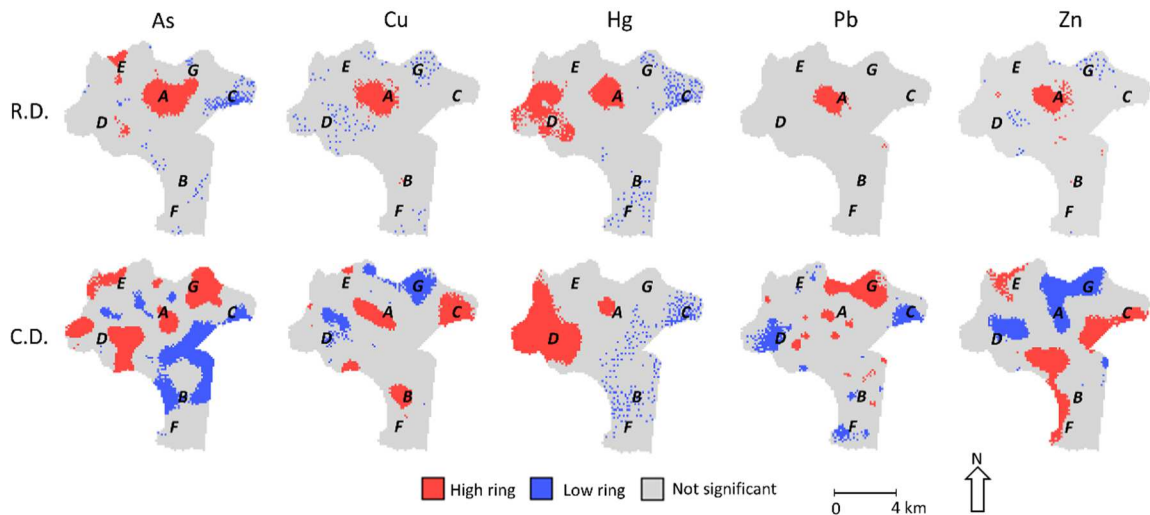 As Cu Hg Pb Zn
E G A C D B F
E G A C D B F
E G A C D B F
E G A C D B F
E G A C D B F
R.D.
E G A C D B F
E G A C D B F
E G A C D B F
E G A C D B F
E G A C D B F
C.D.
High ring Low ring Not significant
0 4 km
N